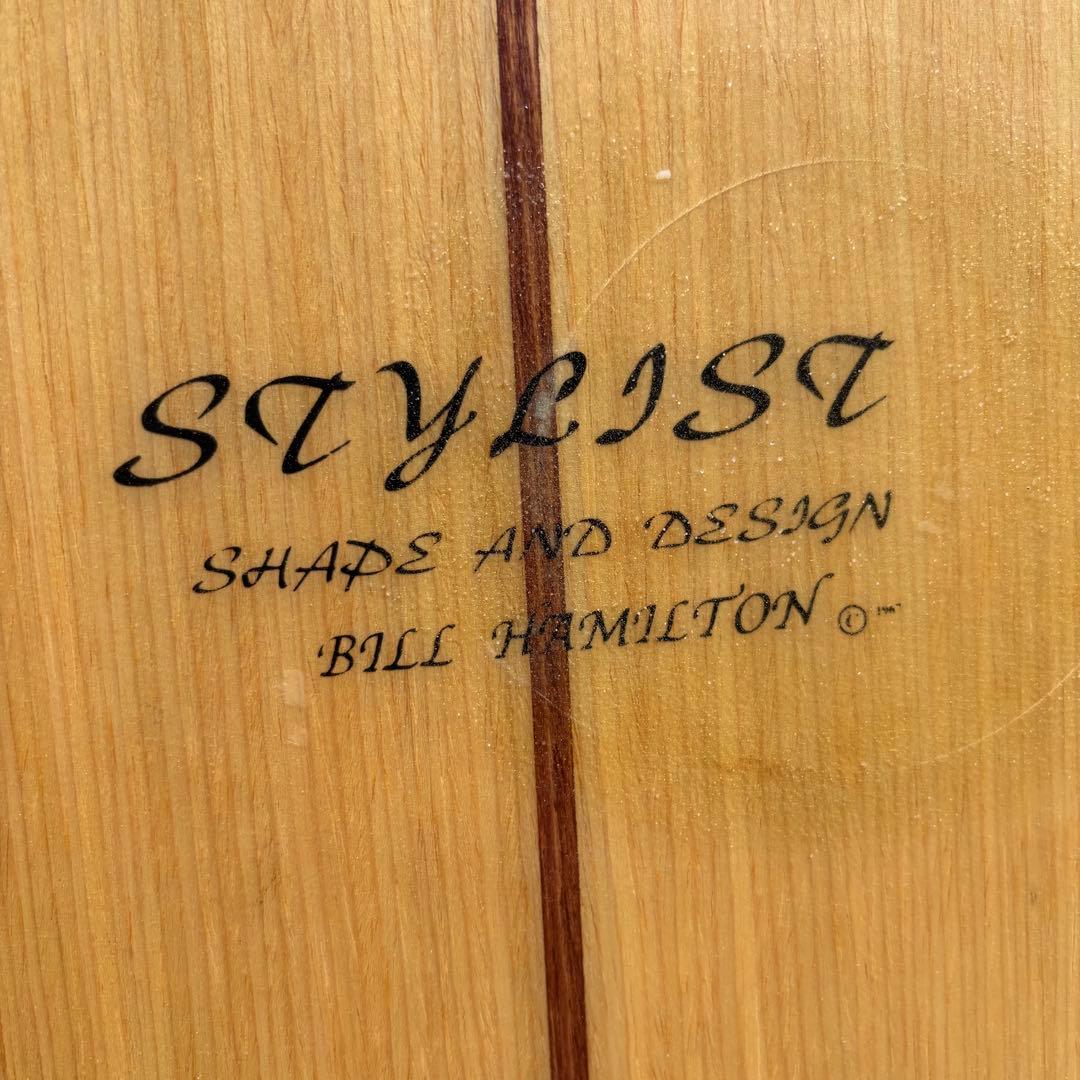 STYLIST
SHAPE AND DESIGN
BILL HAMILTON ©